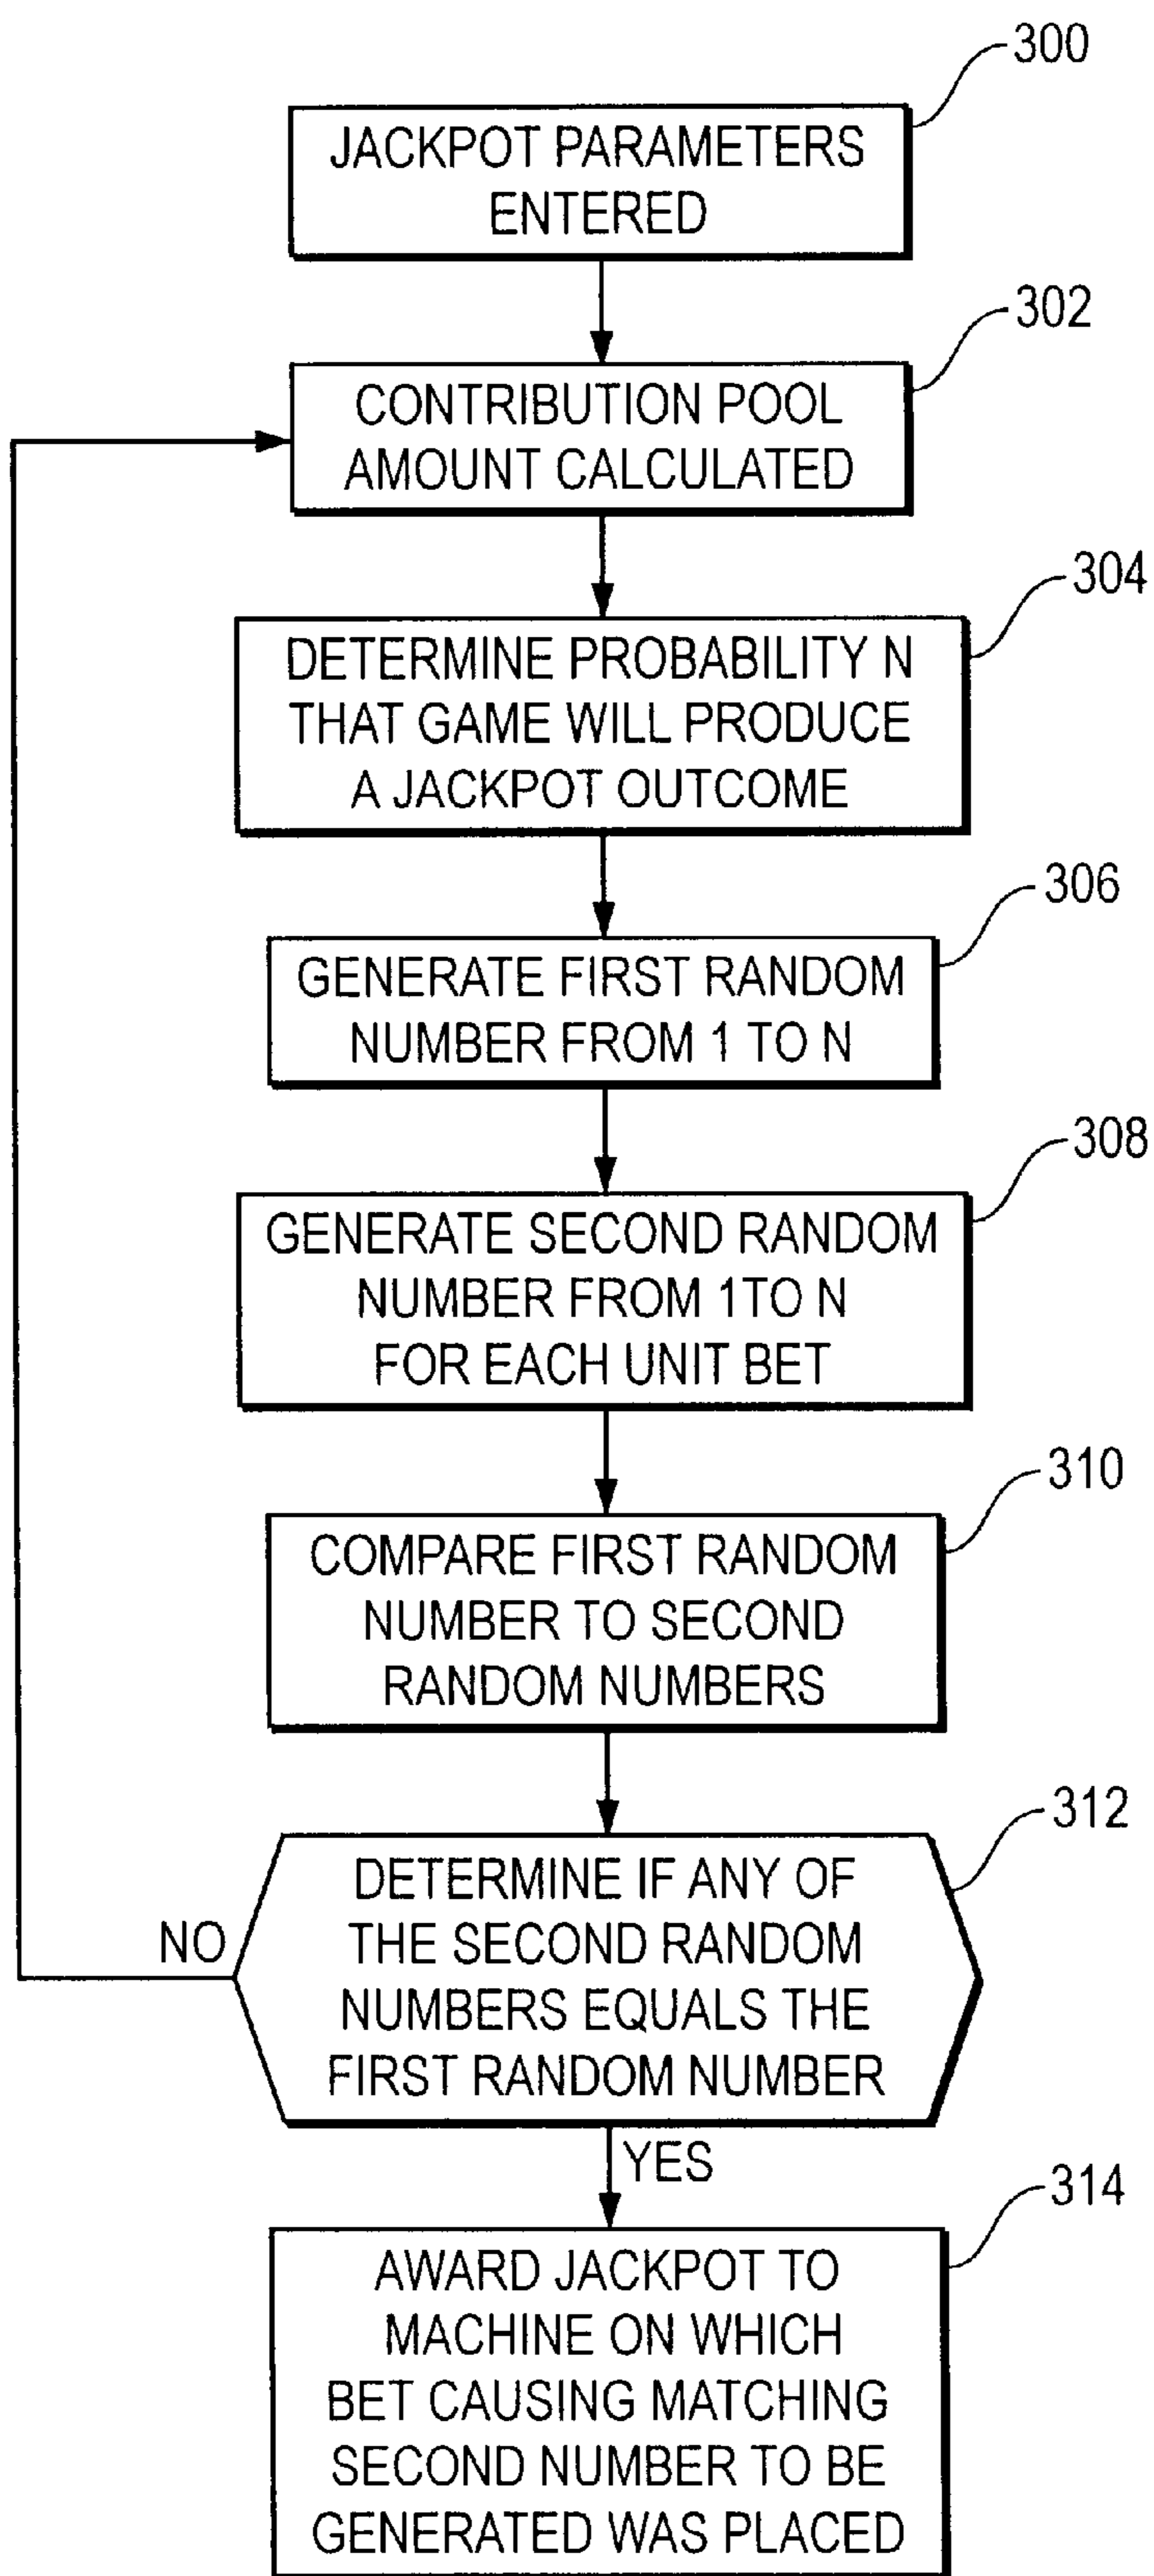 300
JACKPOT PARAMETERS
ENTERED
302
CONTRIBUTION POOL
AMOUNT CALCULATED
304
DETERMINE PROBABILITY N
THAT GAME WILL PRODUCE
A JACKPOT OUTCOME
306
GENERATE FIRST RANDOM
NUMBER FROM 1 TO N
308
GENERATE SECOND RANDOM
NUMBER FROM 1TO N
FOR EACH UNIT BET
310
COMPARE FIRST RANDOM
NUMBER TO SECOND
RANDOM NUMBERS
312
DETERMINE IF ANY OF
THE SECOND RANDOM
NUMBERS EQUALS THE
FIRST RANDOM NUMBER
NO
YES
314
AWARD JACKPOT TO
MACHINE ON WHICH
BET CAUSING MATCHING
SECOND NUMBER TO BE
GENERATED WAS PLACED